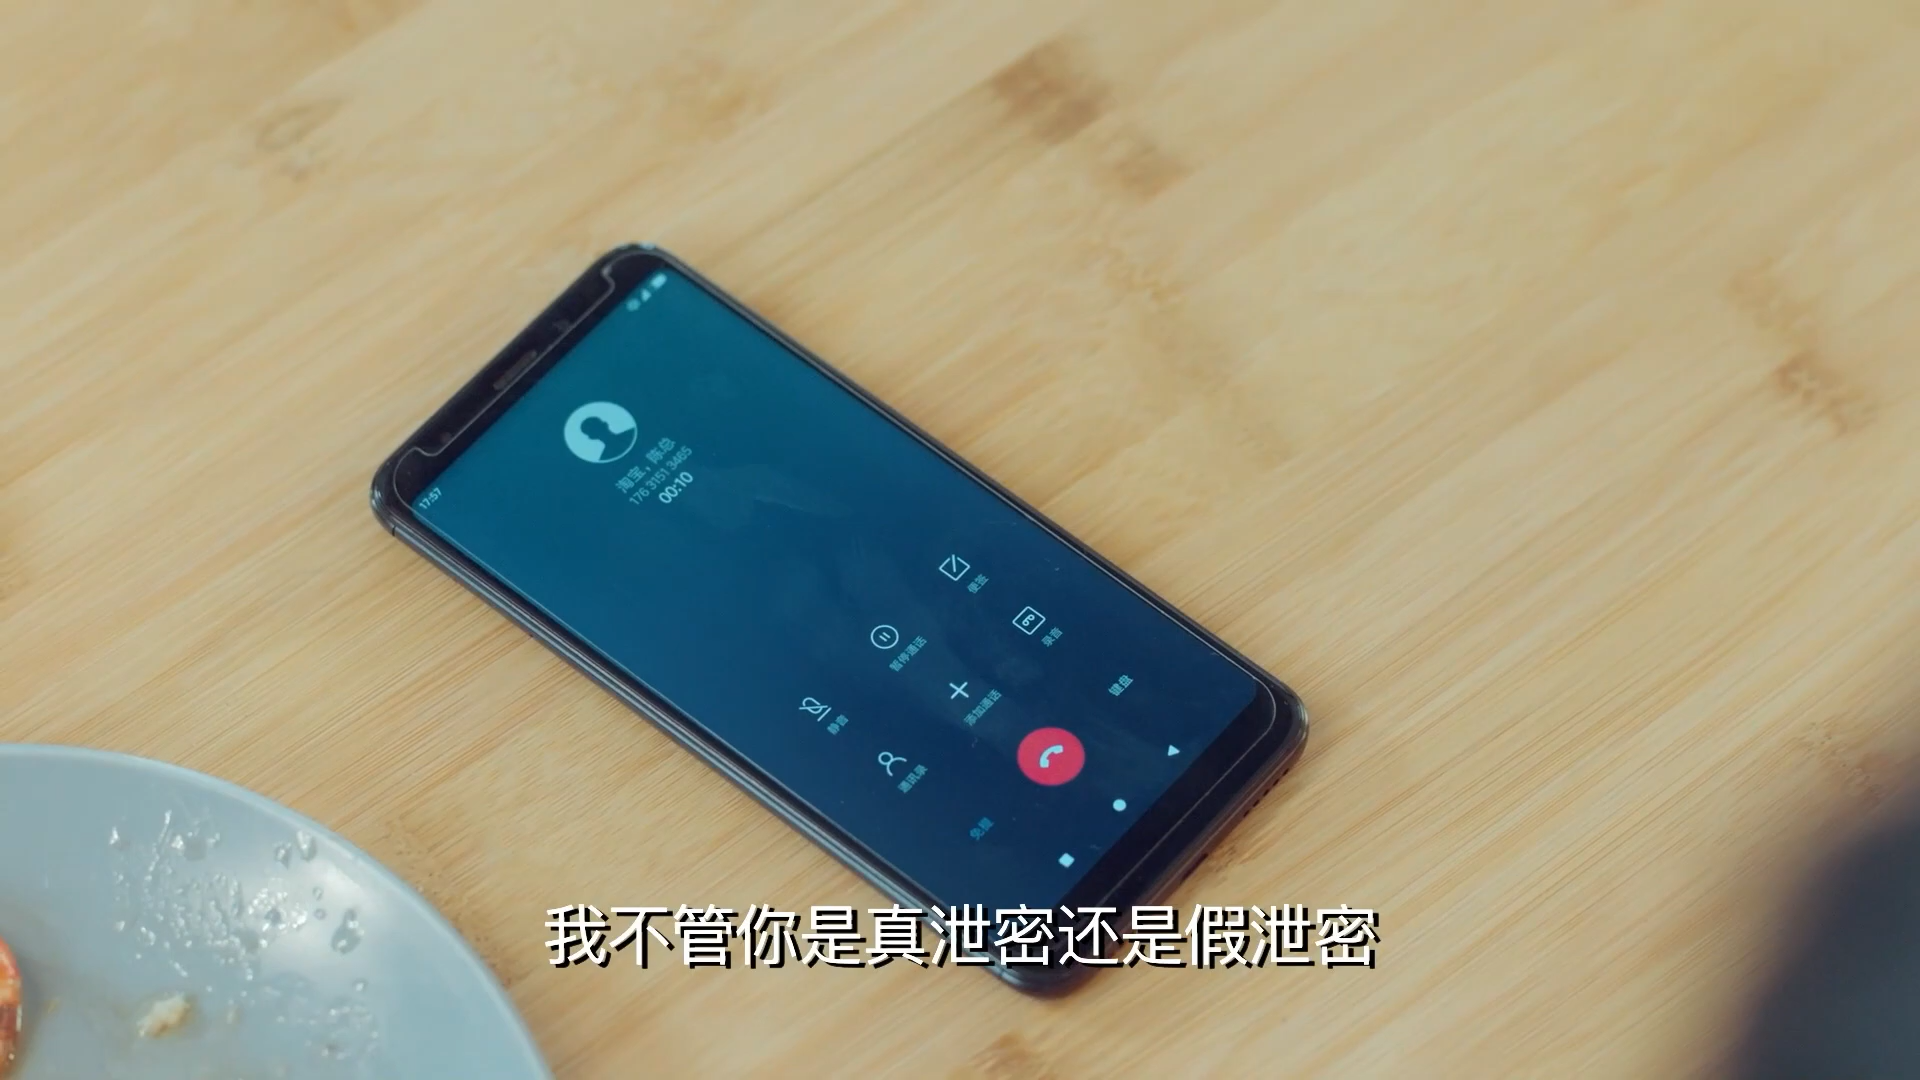 17:57
淘宝，陈总
176 3151 3465
00:10
静音
暂停通话
便签
通讯录
添加通话
录音
免提
键盘
我不管你是真泄密还是假泄密